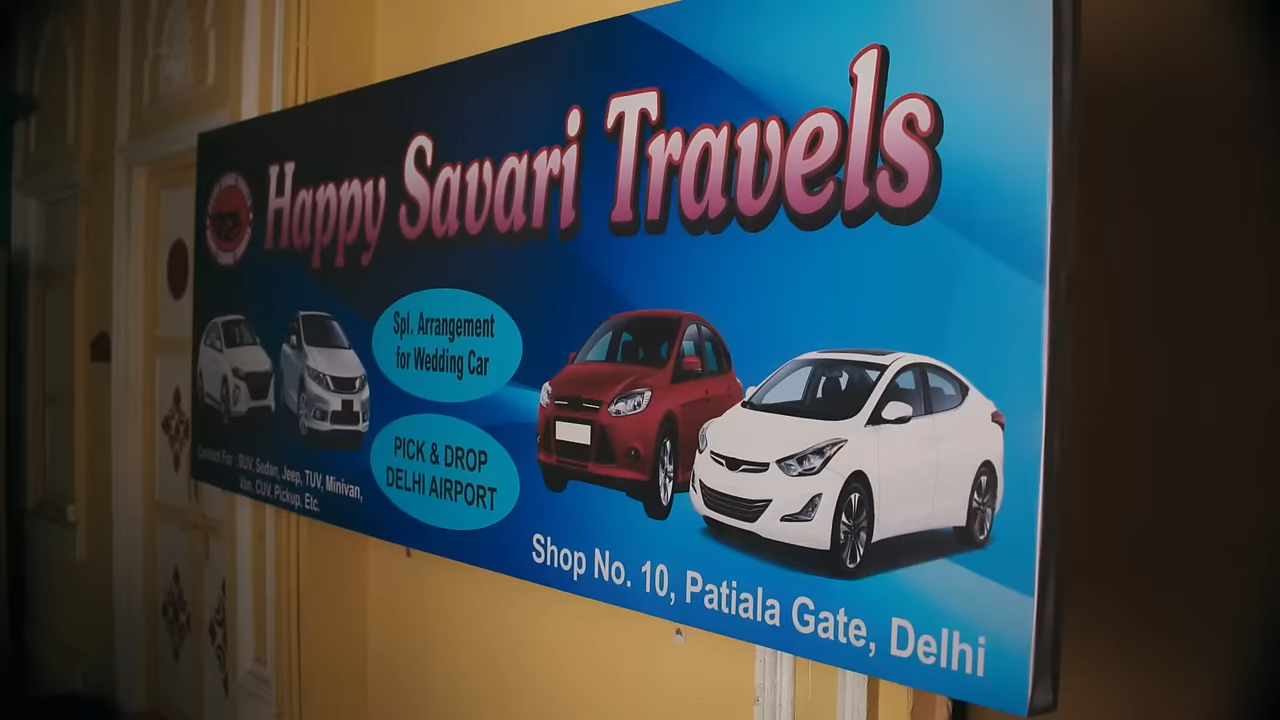 Happy Savari Travels
Spl. Arrangement
for Wedding Car
PICK & DROP
DELHI AIRPORT
Contact For : SUV, Sedan, Jeep, TUV, Minivan,
Van, CUV, Pickup, Etc.
Shop No. 10, Patiala Gate, Delhi